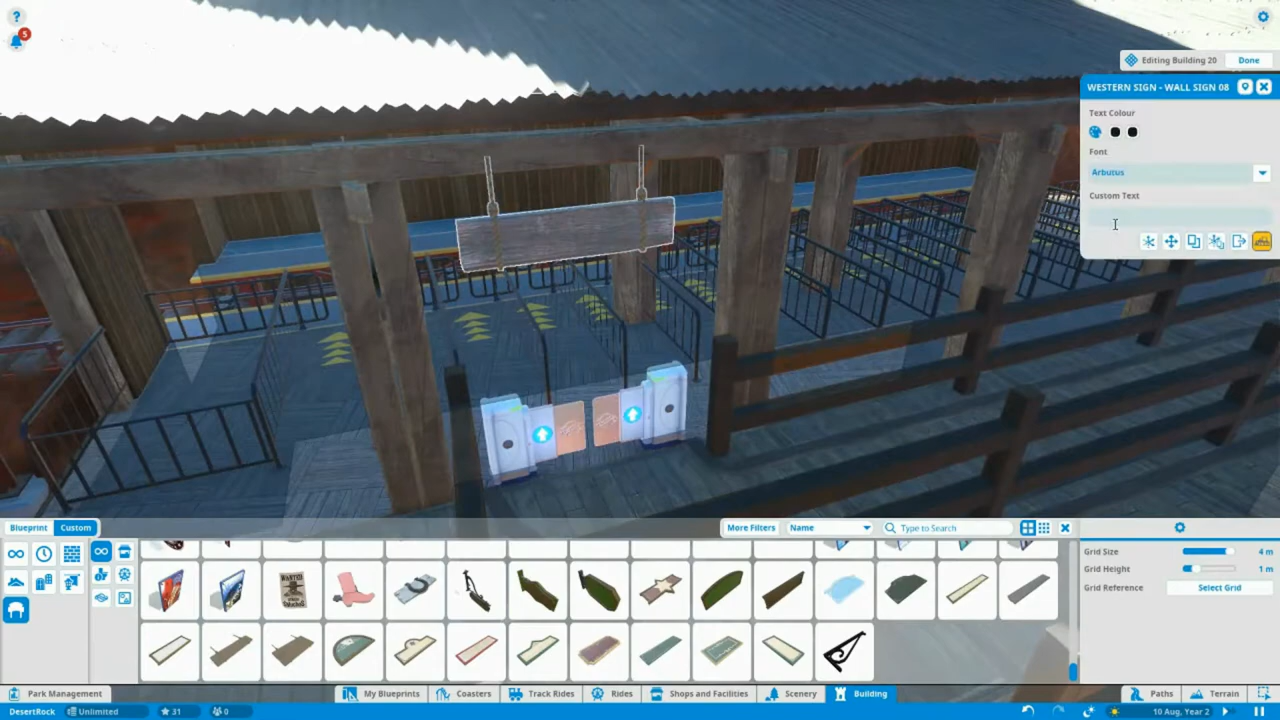 ?
5
Editing Building 20
Done
WESTERN SIGN - WALL SIGN 08
Text Colour
Font
Arbutus
Custom Text
Blueprint
Custom
More Filters
Name
Type to Search
Grid Size
4 m
Grid Height
1 m
Grid Reference
Select Grid
WANTED
Park Management
My Blueprints
Coasters
Track Rides
Rides
Shops and Facilities
Scenery
Building
Paths
Terrain
DesertRock
Unlimited
31
0
10 Aug, Year 2